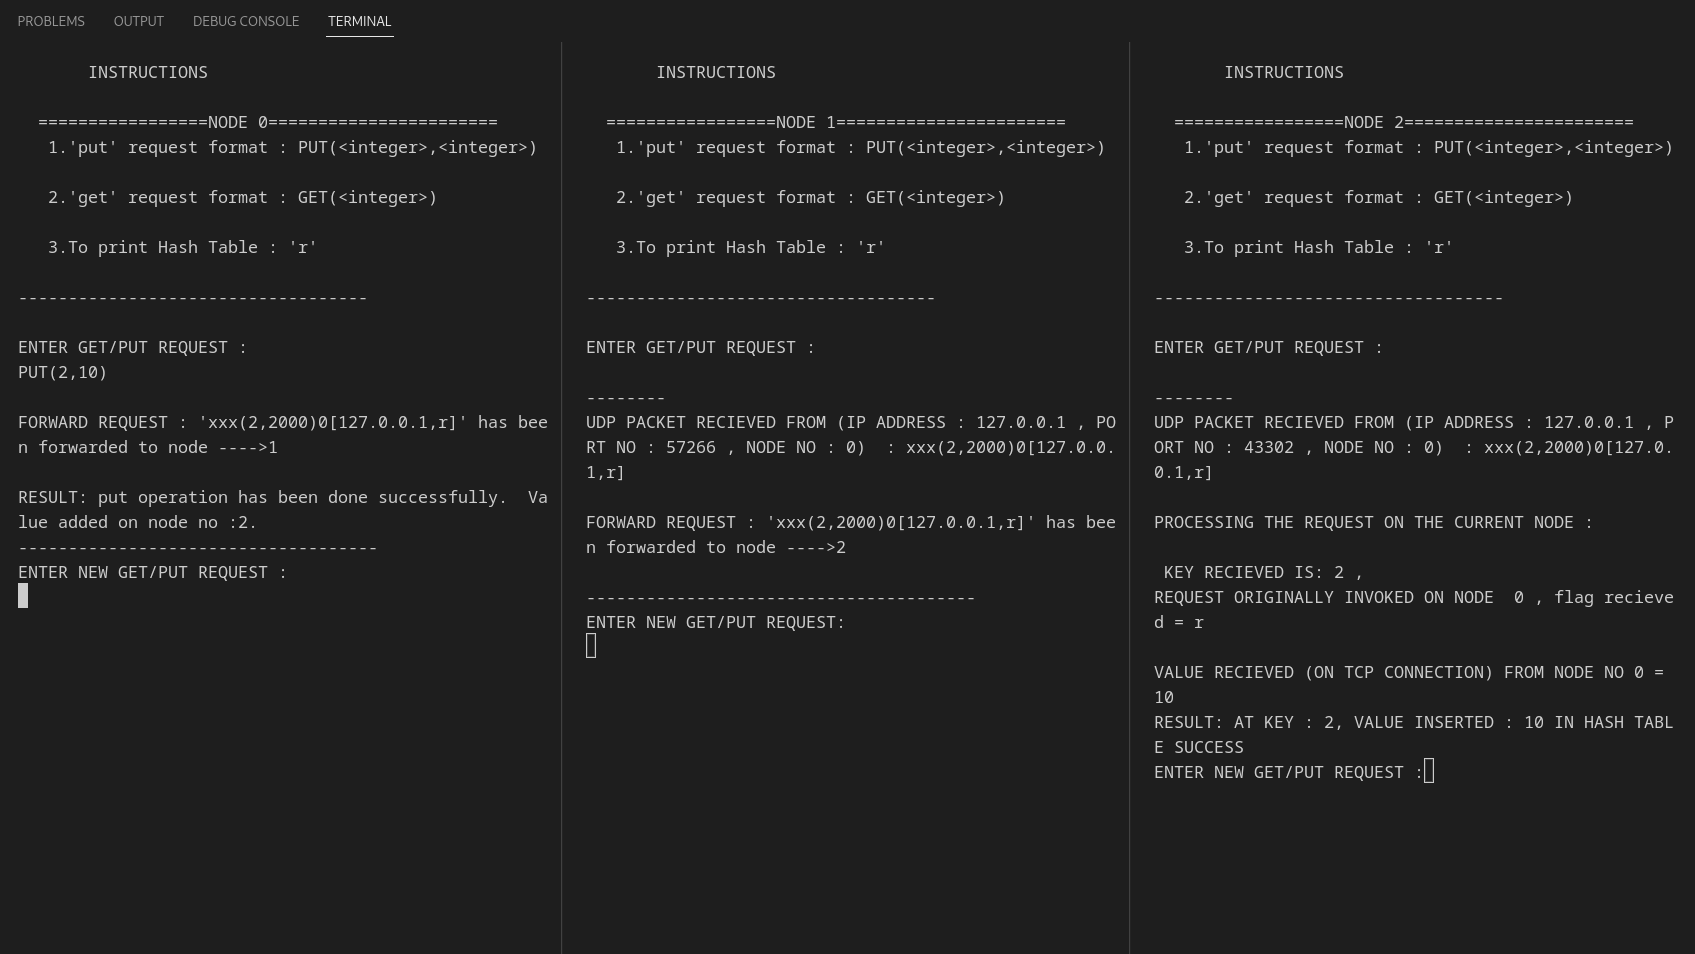 PROBLEMS OUTPUT DEBUG CONSOLE TERMINAL
INSTRUCTIONS
=================NODE 0=======================
1.'put' request format : PUT(<integer>,<integer>)
2.'get' request format : GET(<integer>)
3.To print Hash Table : 'r'
-----------------------------------
ENTER GET/PUT REQUEST :
PUT(2,10)
FORWARD REQUEST : 'xxx(2,2000)0[127.0.0.1,r]' has bee
n forwarded to node ---->1
RESULT: put operation has been done successfully.  Va
lue added on node no :2.
------------------------------------
ENTER NEW GET/PUT REQUEST :
INSTRUCTIONS
=================NODE 1=======================
1.'put' request format : PUT(<integer>,<integer>)
2.'get' request format : GET(<integer>)
3.To print Hash Table : 'r'
-----------------------------------
ENTER GET/PUT REQUEST :
--------
UDP PACKET RECIEVED FROM (IP ADDRESS : 127.0.0.1 , PO
RT NO : 57266 , NODE NO : 0)  : xxx(2,2000)0[127.0.0.
1,r]
FORWARD REQUEST : 'xxx(2,2000)0[127.0.0.1,r]' has bee
n forwarded to node ---->2
---------------------------------------
ENTER NEW GET/PUT REQUEST:
INSTRUCTIONS
=================NODE 2=======================
1.'put' request format : PUT(<integer>,<integer>)
2.'get' request format : GET(<integer>)
3.To print Hash Table : 'r'
-----------------------------------
ENTER GET/PUT REQUEST :
--------
UDP PACKET RECIEVED FROM (IP ADDRESS : 127.0.0.1 , P
ORT NO : 43302 , NODE NO : 0)  : xxx(2,2000)0[127.0.
0.1,r]
PROCESSING THE REQUEST ON THE CURRENT NODE :
KEY RECIEVED IS: 2 ,
REQUEST ORIGINALLY INVOKED ON NODE  0 , flag recieve
d = r
VALUE RECIEVED (ON TCP CONNECTION) FROM NODE NO 0 =
10
RESULT: AT KEY : 2, VALUE INSERTED : 10 IN HASH TABL
E SUCCESS
ENTER NEW GET/PUT REQUEST :